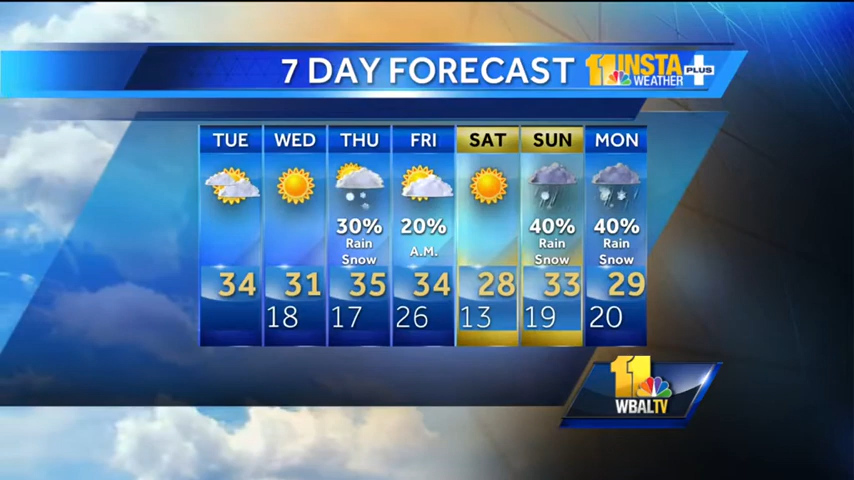 7 DAY FORECAST 11 INSTA WEATHER PLUS
TUE WED THU FRI SAT SUN MON
30% 20% 40% 40%
Rain A.M. Rain Rain
Snow Snow Snow
34 31 35 34 28 33 29
18 17 26 13 19 20
11
WBALTV